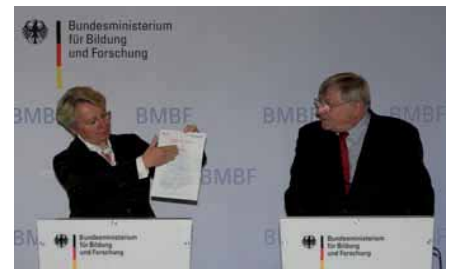 Bundesministerium
für Bildung
und Forschung
BMBF
BMBF
BMBF
BMBF
BMBF
Bundesministerium
für Bildung
und Forschung
Bundesministerium
für Bildung
und Forschung